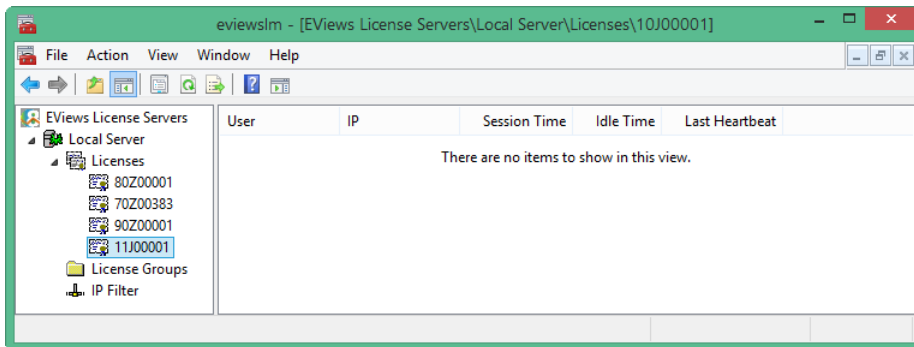 eviewslm - [EViews License Servers\Local Server\Licenses\10J00001]
File Action View Window Help
EViews License Servers
Local Server
Licenses
80Z00001
70Z00383
90Z00001
11J00001
License Groups
IP Filter
User IP Session Time Idle Time Last Heartbeat
There are no items to show in this view.